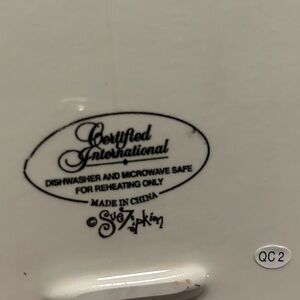 Certified
International
DISHWASHER AND MICROWAVE SAFE
FOR REHEATING ONLY
MADE IN CHINA
© Sue Zipkin
QC 2